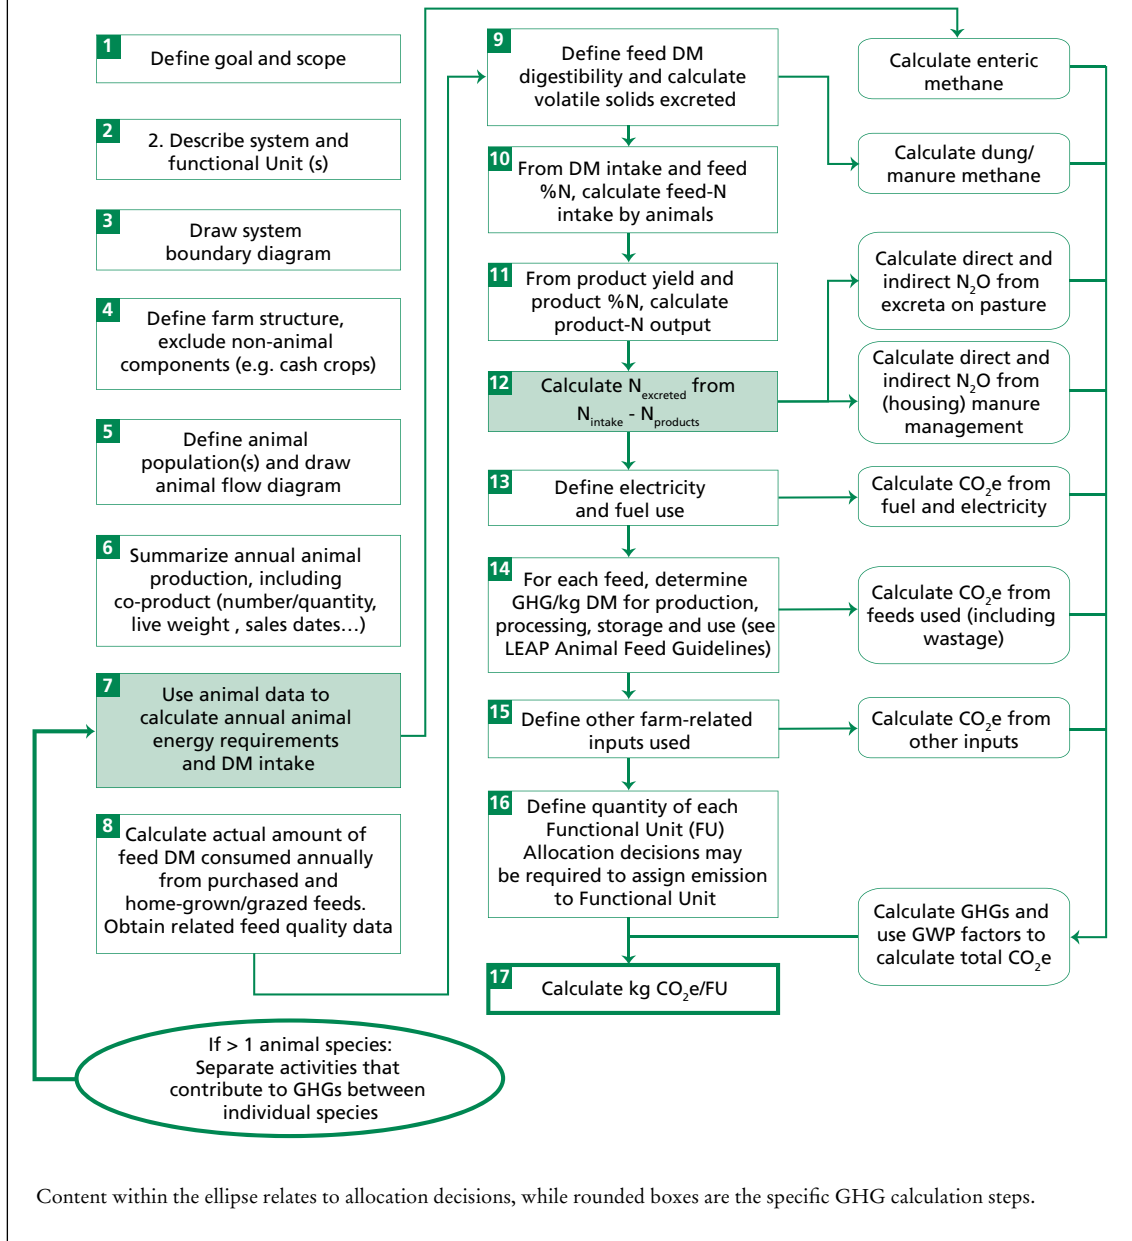 1
Define goal and scope
2
2. Describe system and
functional Unit (s)
3
Draw system
boundary diagram
4
Define farm structure,
exclude non-animal
components (e.g. cash crops)
5
Define animal
population(s) and draw
animal flow diagram
6
Summarize annual animal
production, including
co-product (number/quantity,
live weight , sales dates...)
7
Use animal data to
calculate annual animal
energy requirements
and DM intake
8
Calculate actual amount of
feed DM consumed annually
from purchased and
home-grown/grazed feeds.
Obtain related feed quality data
If > 1 animal species:
Separate activities that
contribute to GHGs between
individual species
9
Define feed DM
digestibility and calculate
volatile solids excreted
10
From DM intake and feed
%N, calculate feed-N
intake by animals
11
From product yield and
product %N, calculate
product-N output
12
Calculate Nexcreted from
Nintake - Nproducts
13
Define electricity
and fuel use
14
For each feed, determine
GHG/kg DM for production,
processing, storage and use (see
LEAP Animal Feed Guidelines)
15
Define other farm-related
inputs used
16
Define quantity of each
Functional Unit (FU)
Allocation decisions may
be required to assign emission
to Functional Unit
17
Calculate kg CO2e/FU
Calculate enteric
methane
Calculate dung/
manure methane
Calculate direct and
indirect N2O from
excreta on pasture
Calculate direct and
indirect N2O from
(housing) manure
management
Calculate CO2e from
fuel and electricity
Calculate CO2e from
feeds used (including
wastage)
Calculate CO2e from
other inputs
Calculate GHGs and
use GWP factors to
calculate total CO2e
Content within the ellipse relates to allocation decisions, while rounded boxes are the specific GHG calculation steps.